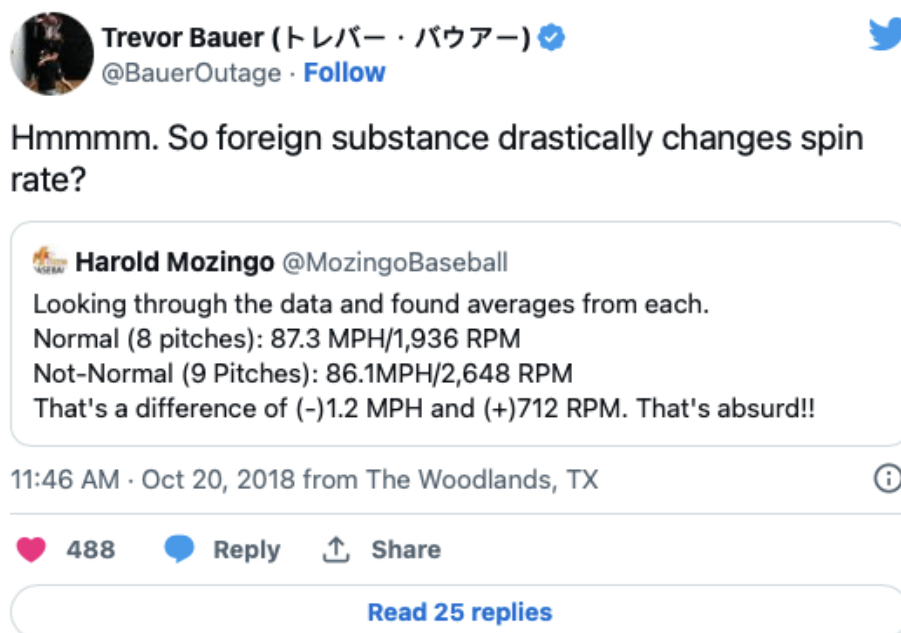 Trevor Bauer (トレバー・バウアー)
@BauerOutage · Follow
Hmmmm. So foreign substance drastically changes spin
rate?
Harold Mozingo @MozingoBaseball
Looking through the data and found averages from each.
Normal (8 pitches): 87.3 MPH/1,936 RPM
Not-Normal (9 Pitches): 86.1MPH/2,648 RPM
That's a difference of (-)1.2 MPH and (+)712 RPM. That's absurd!!
11:46 AM · Oct 20, 2018 from The Woodlands, TX
488 Reply Share
Read 25 replies